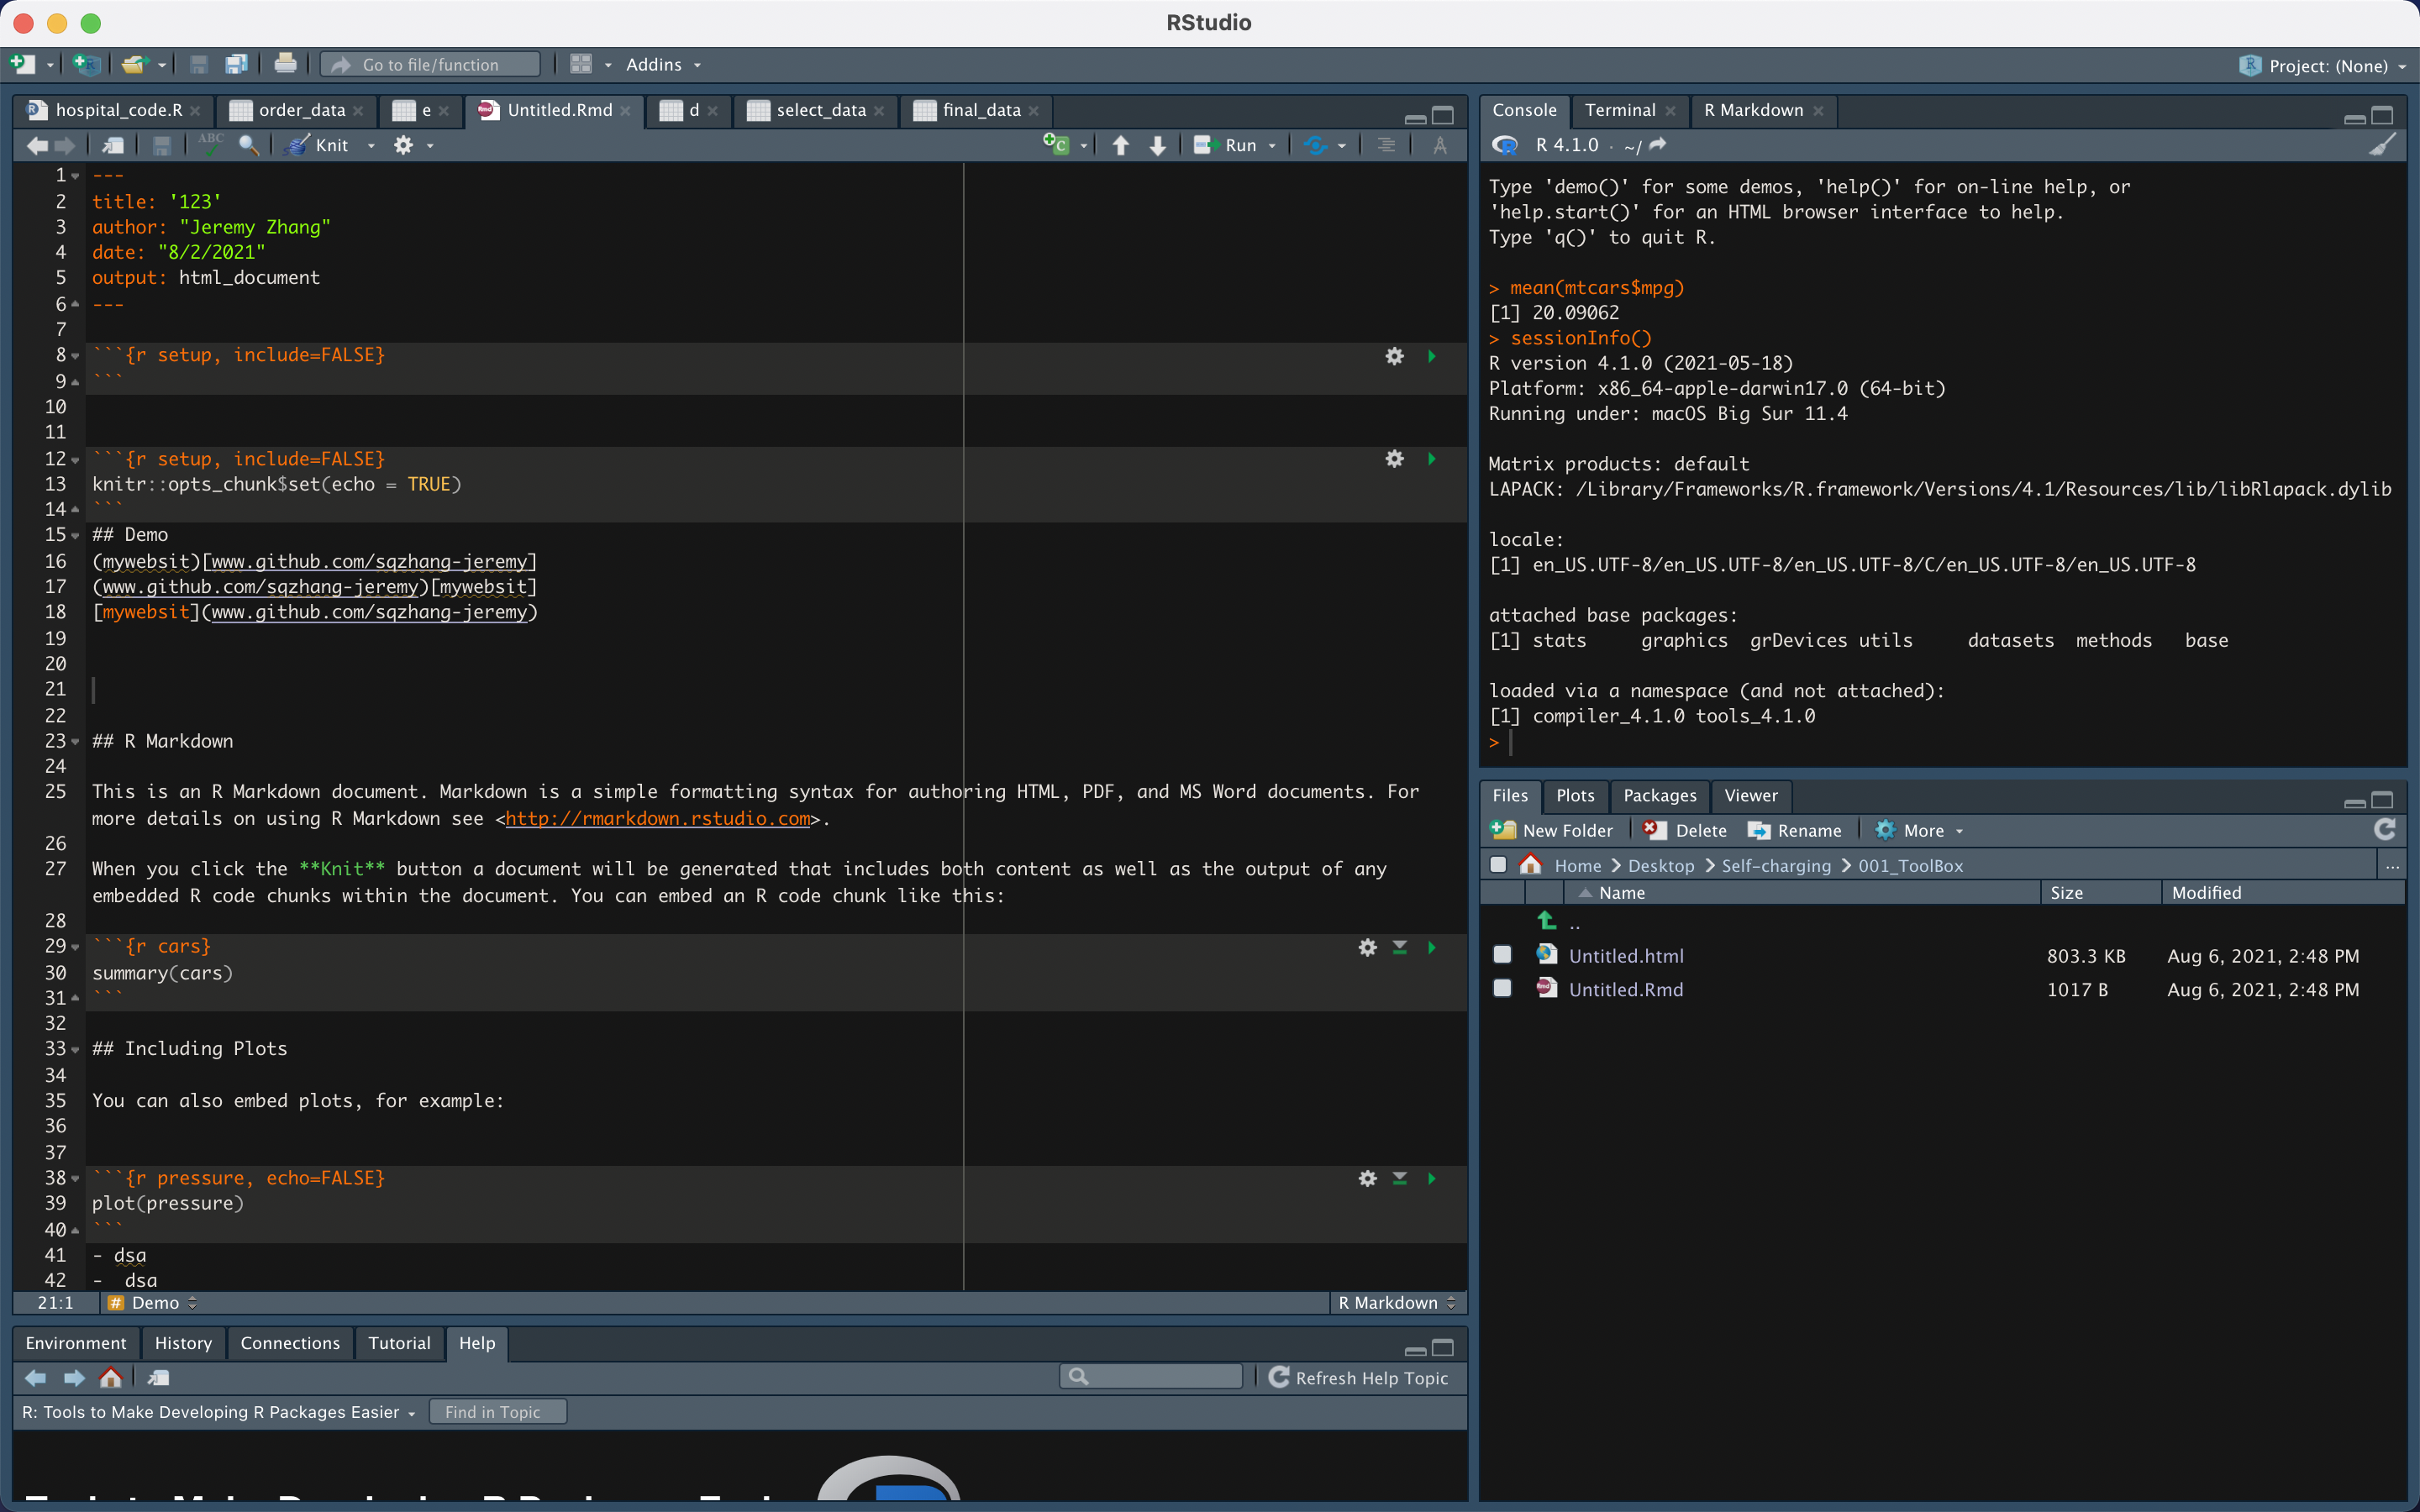 RStudio
Go to file/function
Addins
Project: (None)
hospital_code.R
order_data
e
Untitled.Rmd
d
select_data
final_data
ABC
Knit
Run
1 ---
2 title: '123'
3 author: "Jeremy Zhang"
4 date: "8/2/2021"
5 output: html_document
6 ---
7
8 ```{r setup, include=FALSE}
9 ```
10
11
12 ```{r setup, include=FALSE}
13 knitr::opts_chunk$set(echo = TRUE)
14 ```
15 ## Demo
16 (mywebsit)[www.github.com/sqzhang-jeremy]
17 (www.github.com/sqzhang-jeremy)[mywebsit]
18 [mywebsit](www.github.com/sqzhang-jeremy)
19
20
21
22
23 ## R Markdown
24
25 This is an R Markdown document. Markdown is a simple formatting syntax for authoring HTML, PDF, and MS Word documents. For
more details on using R Markdown see <http://rmarkdown.rstudio.com>.
26
27 When you click the **Knit** button a document will be generated that includes both content as well as the output of any
embedded R code chunks within the document. You can embed an R code chunk like this:
28
29 ```{r cars}
30 summary(cars)
31 ```
32
33 ## Including Plots
34
35 You can also embed plots, for example:
36
37
38 ```{r pressure, echo=FALSE}
39 plot(pressure)
40 ```
41 - dsa
42 -  dsa
21:1
# Demo
R Markdown
Environment
History
Connections
Tutorial
Help
Refresh Help Topic
R: Tools to Make Developing R Packages Easier
Find in Topic
Console
Terminal
R Markdown
R 4.1.0 · ~/
Type 'demo()' for some demos, 'help()' for on-line help, or
'help.start()' for an HTML browser interface to help.
Type 'q()' to quit R.
> mean(mtcars$mpg)
[1] 20.09062
> sessionInfo()
R version 4.1.0 (2021-05-18)
Platform: x86_64-apple-darwin17.0 (64-bit)
Running under: macOS Big Sur 11.4
Matrix products: default
LAPACK: /Library/Frameworks/R.framework/Versions/4.1/Resources/lib/libRlapack.dylib
locale:
[1] en_US.UTF-8/en_US.UTF-8/en_US.UTF-8/C/en_US.UTF-8/en_US.UTF-8
attached base packages:
[1] stats     graphics  grDevices utils     datasets  methods   base
loaded via a namespace (and not attached):
[1] compiler_4.1.0 tools_4.1.0
>
Files
Plots
Packages
Viewer
New Folder
Delete
Rename
More
Home > Desktop > Self-charging > 001_ToolBox
...
Name
Size
Modified
..
Untitled.html 803.3 KB Aug 6, 2021, 2:48 PM
Untitled.Rmd 1017 B Aug 6, 2021, 2:48 PM